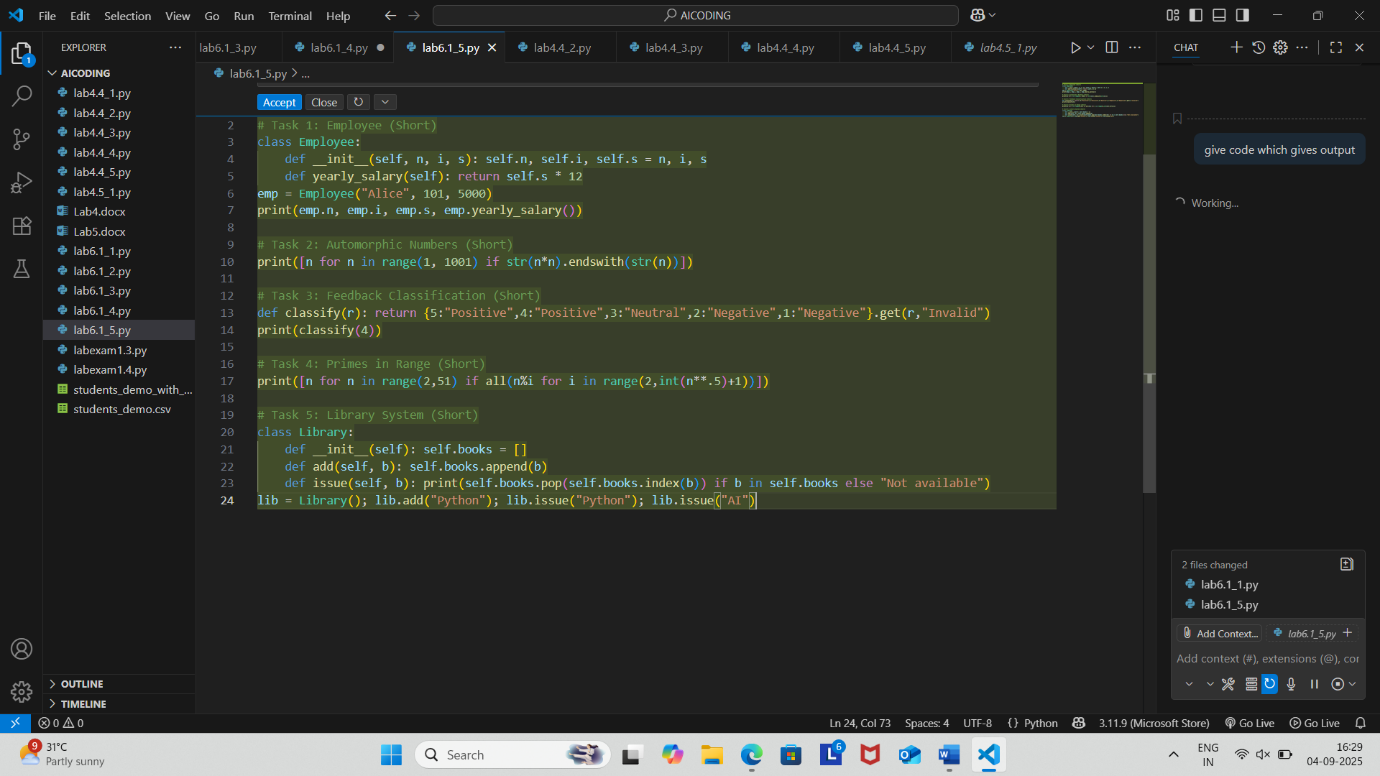 File Edit Selection View Go Run Terminal Help
AICODING
EXPLORER
AICODING
lab4.4_1.py
lab4.4_2.py
lab4.4_3.py
lab4.4_4.py
lab4.4_5.py
lab4.5_1.py
Lab4.docx
Lab5.docx
lab6.1_1.py
lab6.1_2.py
lab6.1_3.py
lab6.1_4.py
lab6.1_5.py
labexam1.3.py
labexam1.4.py
students_demo_with_...
students_demo.csv
OUTLINE
TIMELINE
lab6.1_3.py lab6.1_4.py lab6.1_5.py lab4.4_2.py lab4.4_3.py lab4.4_4.py lab4.4_5.py lab4.5_1.py
lab6.1_5.py > ...
Accept Close
2 # Task 1: Employee (Short)
3 class Employee:
4 def __init__(self, n, i, s): self.n, self.i, self.s = n, i, s
5 def yearly_salary(self): return self.s * 12
6 emp = Employee("Alice", 101, 5000)
7 print(emp.n, emp.i, emp.s, emp.yearly_salary())
8
9 # Task 2: Automorphic Numbers (Short)
10 print([n for n in range(1, 1001) if str(n*n).endswith(str(n))])
11
12 # Task 3: Feedback Classification (Short)
13 def classify(r): return {5:"Positive",4:"Positive",3:"Neutral",2:"Negative",1:"Negative"}.get(r,"Invalid")
14 print(classify(4))
15
16 # Task 4: Primes in Range (Short)
17 print([n for n in range(2,51) if all(n%i for i in range(2,int(n**.5)+1))])
18
19 # Task 5: Library System (Short)
20 class Library:
21 def __init__(self): self.books = []
22 def add(self, b): self.books.append(b)
23 def issue(self, b): print(self.books.pop(self.books.index(b)) if b in self.books else "Not available")
24 lib = Library(); lib.add("Python"); lib.issue("Python"); lib.issue("AI")
CHAT
give code which gives output
Working...
2 files changed
lab6.1_1.py
lab6.1_5.py
Add Context... lab6.1_5.py
Add context (#), extensions (@), cor
0 0
Ln 24, Col 73 Spaces: 4 UTF-8 {} Python 3.11.9 (Microsoft Store) Go Live Go Live
9
31°C
Partly sunny
Search
6
ENG
IN
16:29
04-09-2025